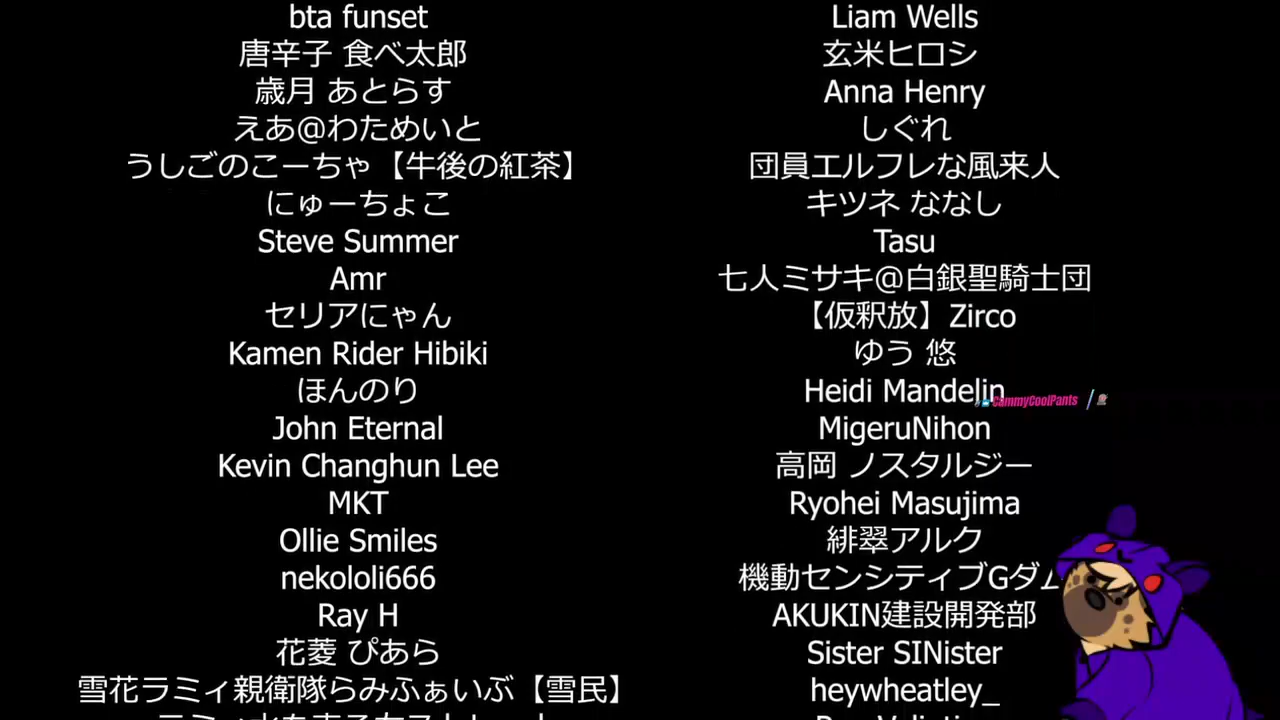 bta funset
唐辛子 食べ太郎
歳月 あとらす
えあ@わためいと
うしごのこーちゃ【牛後の紅茶】
にゅーちょこ
Steve Summer
Amr
セリアにゃん
Kamen Rider Hibiki
ほんのり
John Eternal
Kevin Changhun Lee
MKT
Ollie Smiles
nekololi666
Ray H
花菱 ぴあら
雪花ラミィ親衛隊らみふぁいぶ【雪民】
Liam Wells
玄米ヒロシ
Anna Henry
しぐれ
団員エルフレな風来人
キツネ ななし
Tasu
七人ミサキ@白銀聖騎士団
【仮釈放】Zirco
ゆう 悠
Heidi Mandelin
CammyCoolPants /
MigeruNihon
高岡 ノスタルジー
Ryohei Masujima
緋翠アルク
機動センシティブGダム
AKUKIN建設開発部
Sister SINister
heywheatley_